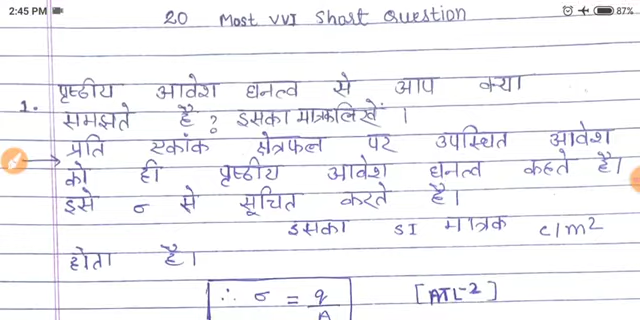 2:45 PM 87%
20 Most VVI Short Question
1. पृष्ठीय आवेश घनत्व से आप क्या
समझते है ? इसका मात्रक लिखें ।
प्रति एकांक क्षेत्रफल पर उपस्थित आवेश
को ही पृष्ठीय आवेश घनत्व कहते है।
इसे σ से सूचित करते है।
इसका SI मात्रक c/m2
होता है।
∴ σ = q/A [ATL-2]